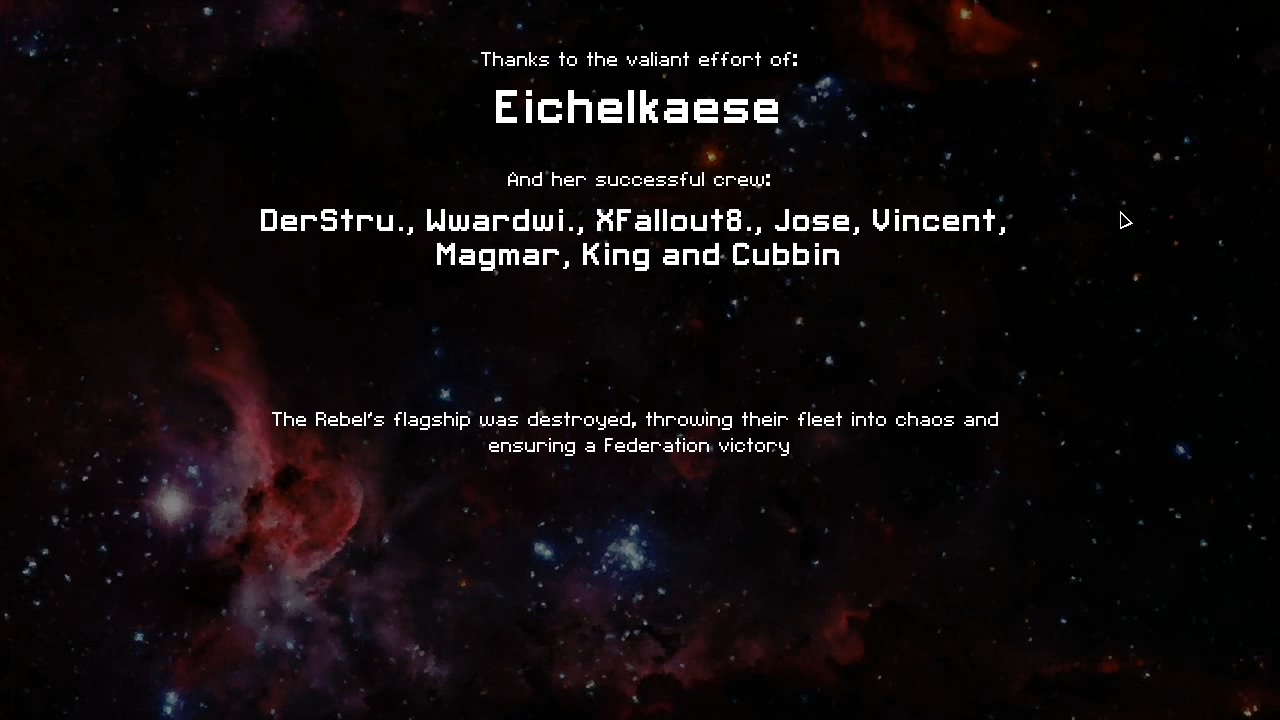 Thanks to the valiant effort of:
Eichelkaese
And her successful crew:
DerStru., Wwardwi., XFallout8., Jose, Vincent,
Magmar, King and Cubbin
The Rebel's flagship was destroyed, throwing their fleet into chaos and
ensuring a Federation victory